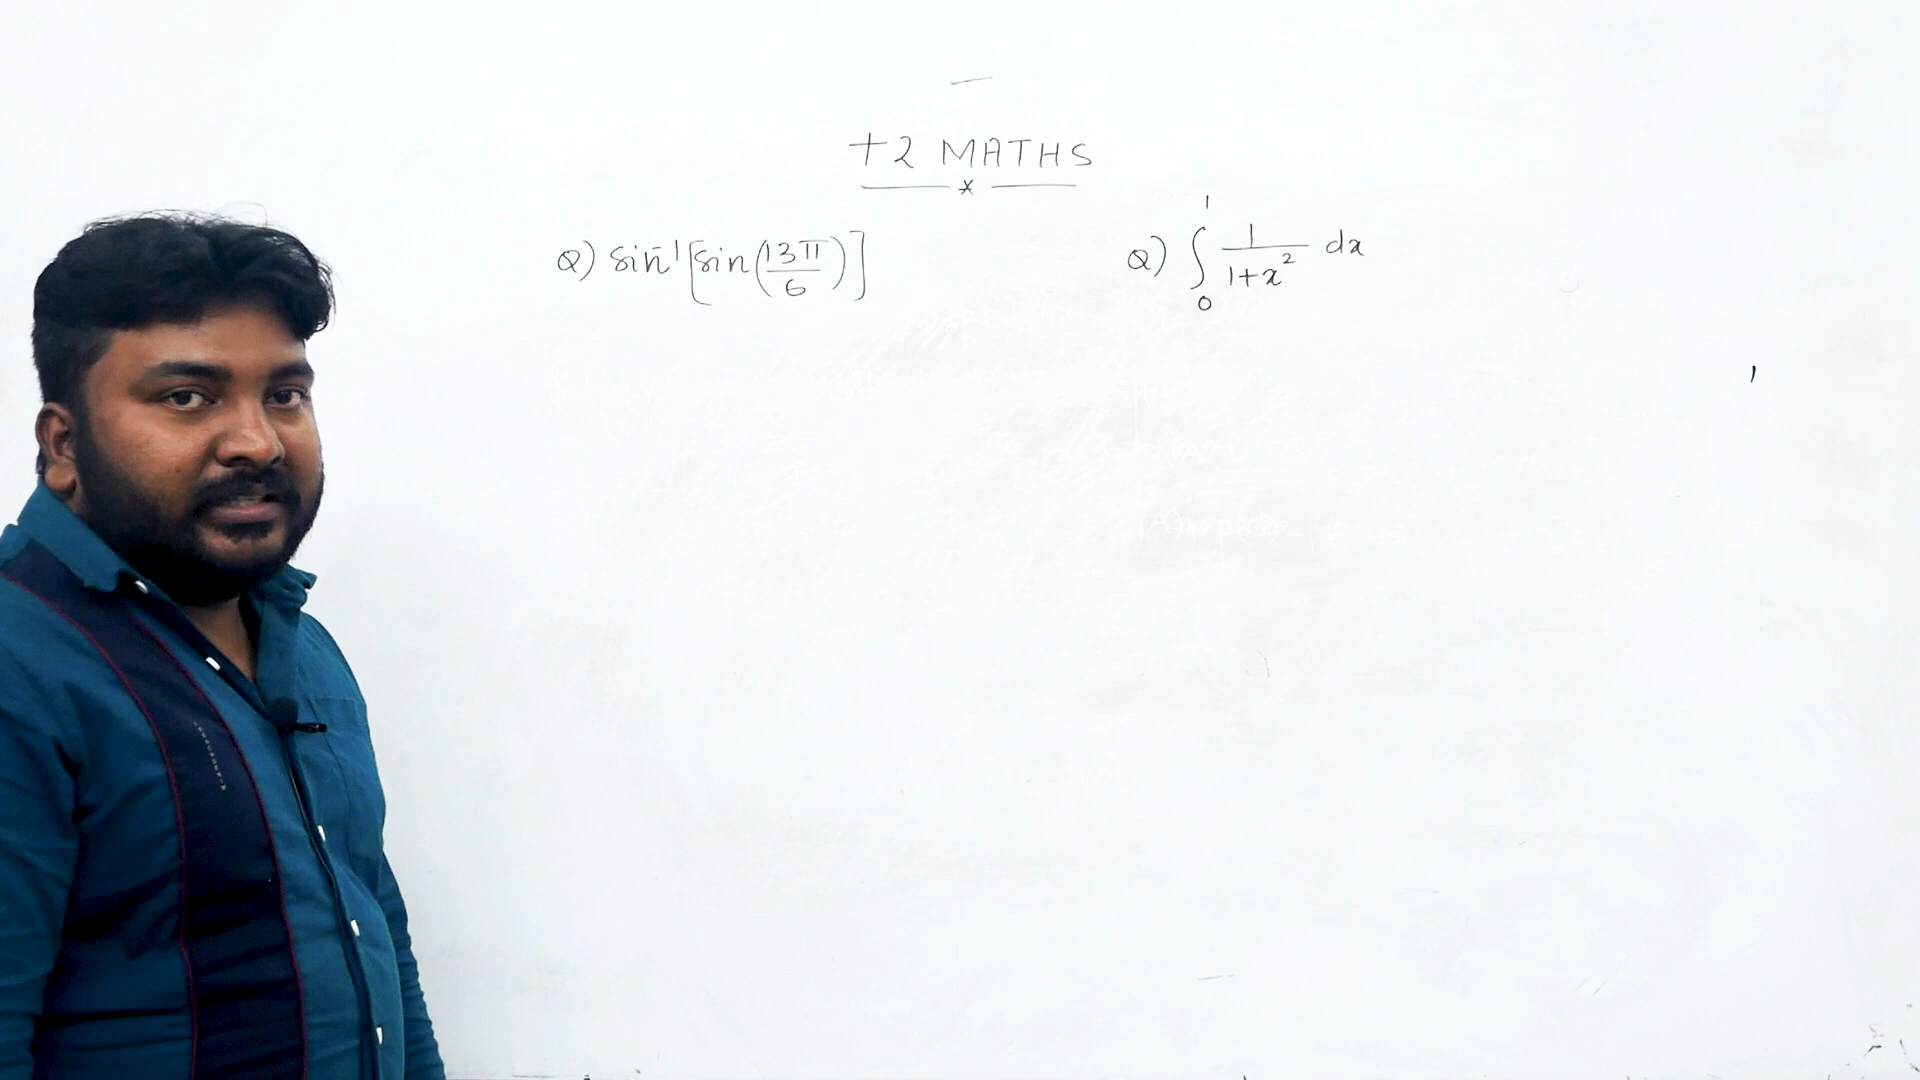 +2 MATHS
Q) sin⁻¹[sin(13π/6)]
Q) ∫₀¹ 1/(1+x²) dx